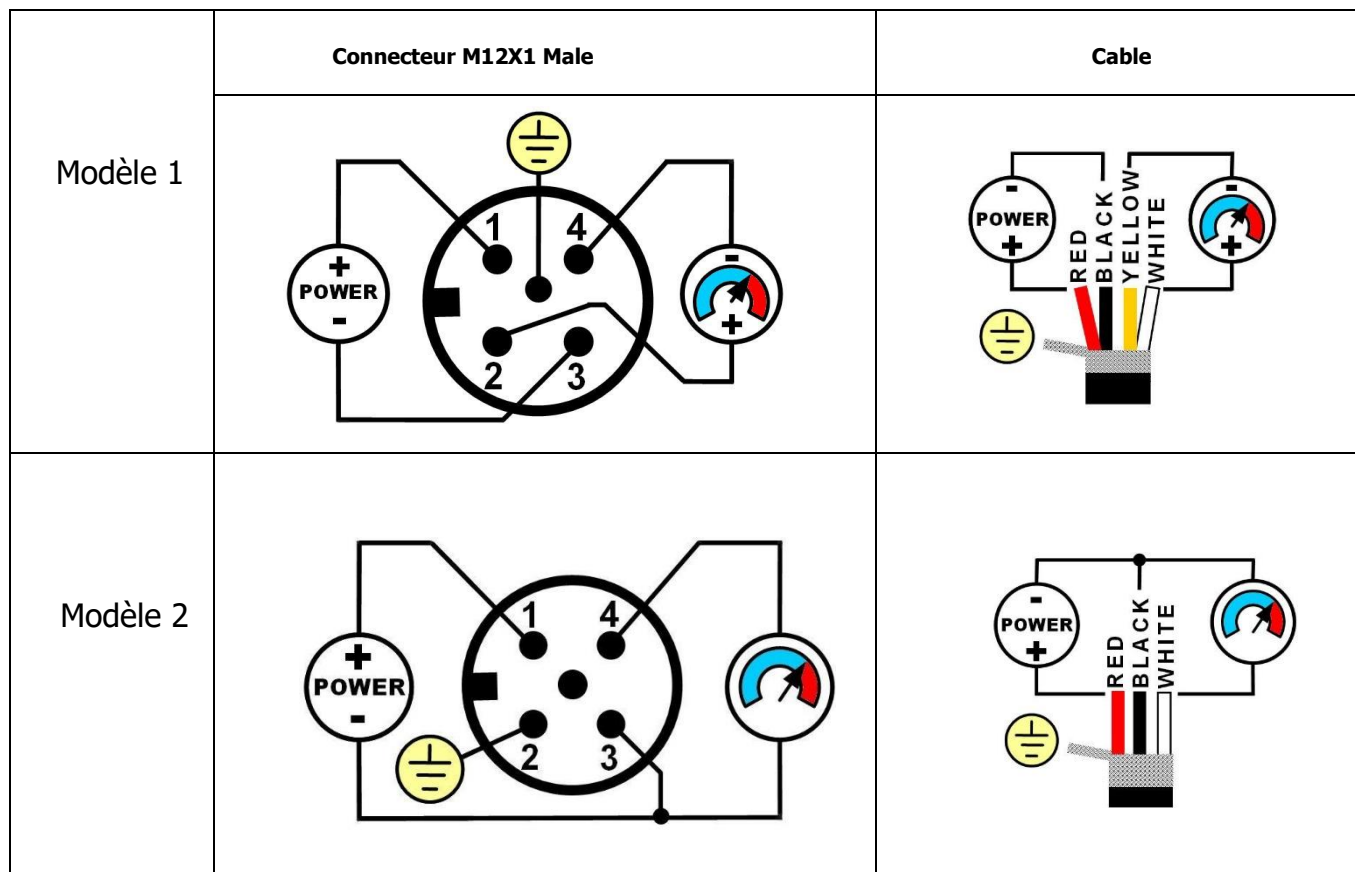 Connecteur M12X1 Male
Cable
Modèle 1
1
4
2
3
+
POWER
-
-
+
-
POWER
+
RED
BLACK
YELLOW
WHITE
-
+
Modèle 2
1
4
2
3
+
POWER
-
-
POWER
+
RED
BLACK
WHITE